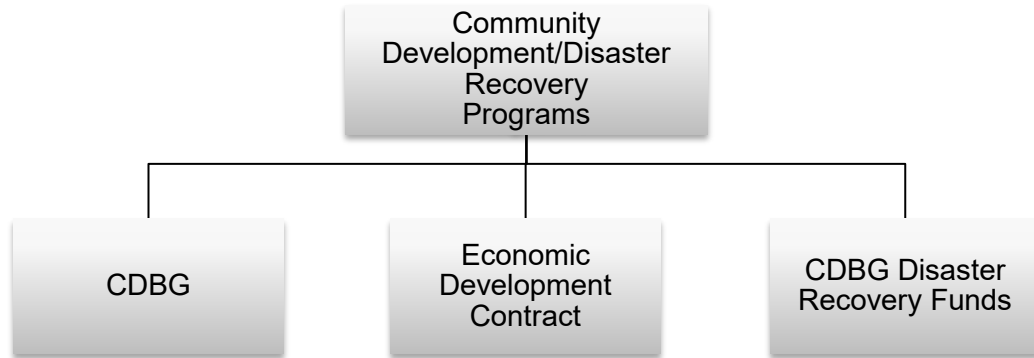 Community
Development/Disaster
Recovery
Programs
CDBG
Economic
Development
Contract
CDBG Disaster
Recovery Funds